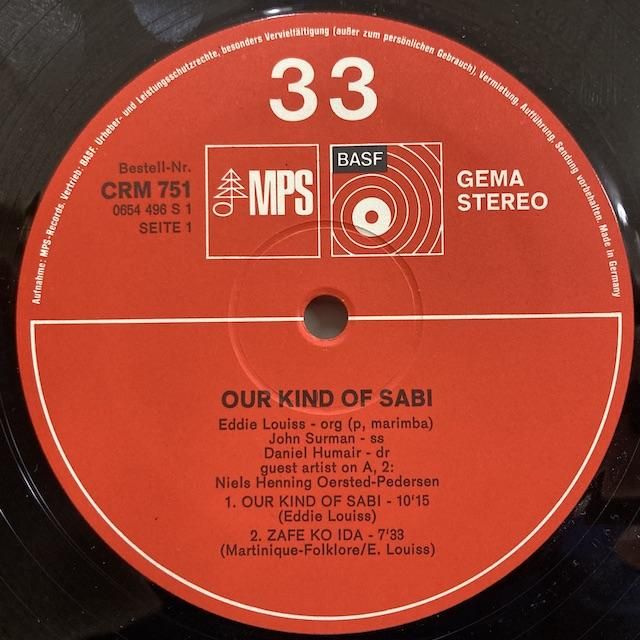 Aufnahme: MPS-Records. Vertrieb: BASF. Urheber- und Leistungsschutzrechte, besonders Vervielfältigung (außer zum persönlichen Gebrauch), Vermietung, Aufführung, Sendung vorbehalten. Made in Germany
33
Bestell-Nr.
CRM 751
0654 496 S 1
SEITE 1
MPS
BASF
GEMA
STEREO
OUR KIND OF SABI
Eddie Louiss - org (p, marimba)
John Surman - ss
Daniel Humair - dr
guest artist on A, 2:
Niels Henning Oersted-Pedersen
1. OUR KIND OF SABI - 10'15
(Eddie Louiss)
2. ZAFE KO IDA - 7'33
(Martinique-Folklore/E. Louiss)